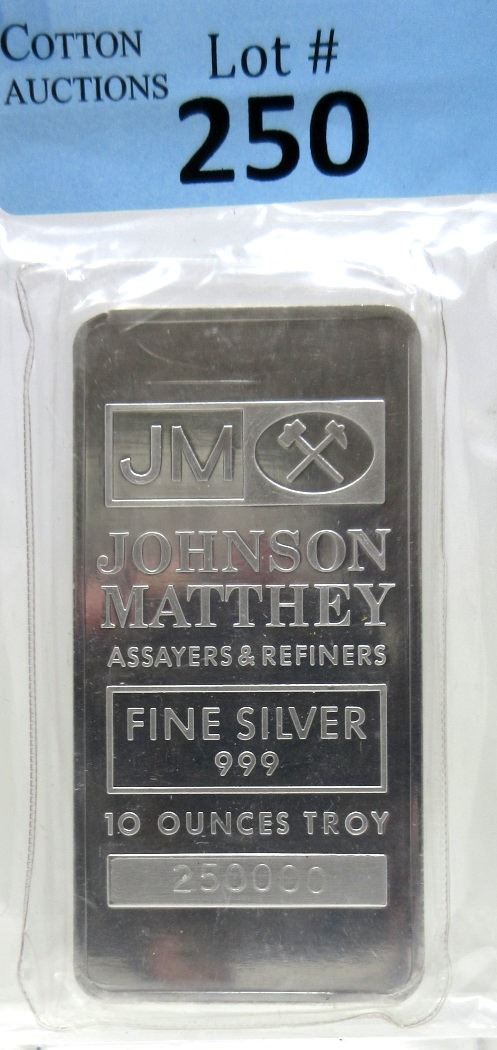 COTTON
AUCTIONS
Lot #
250
JM
JOHNSON
MATTHEY
ASSAYERS & REFINERS
FINE SILVER
999
10 OUNCES TROY
250000